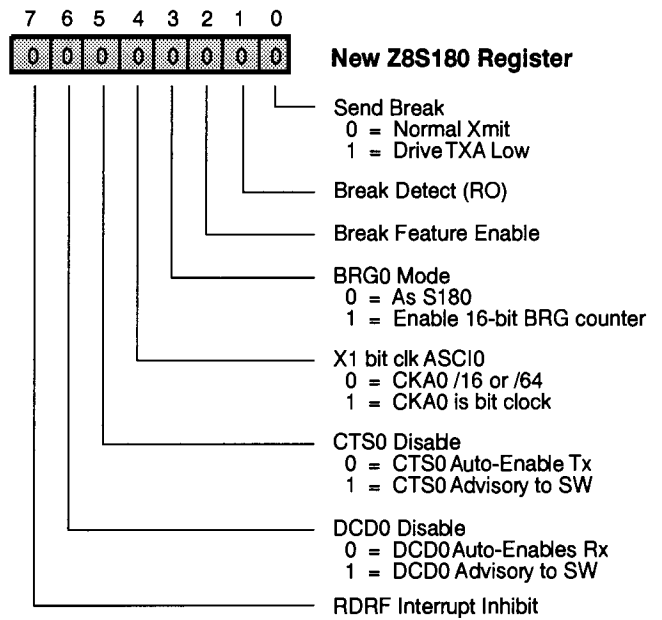 7 6 5 4 3 2 1 0
0 0 0 0 0 0 0 0 New Z8S180 Register
Send Break
0 = Normal Xmit
1 = Drive TXA Low
Break Detect (RO)
Break Feature Enable
BRG0 Mode
0 = As S180
1 = Enable 16-bit BRG counter
X1 bit clk ASCI0
0 = CKA0 /16 or /64
1 = CKA0 is bit clock
CTS0 Disable
0 = CTS0 Auto-Enable Tx
1 = CTS0 Advisory to SW
DCD0 Disable
0 = DCD0 Auto-Enables Rx
1 = DCD0 Advisory to SW
RDRF Interrupt Inhibit